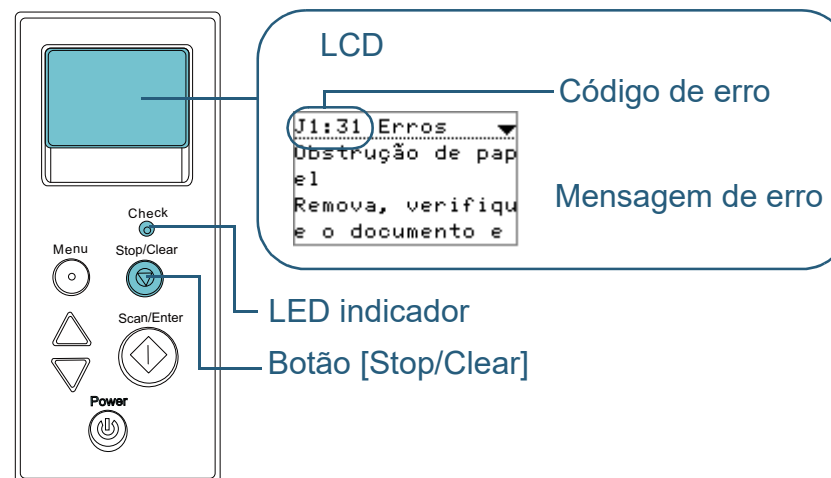 LCD
Código de erro
J1:31 Erros
Obstrução de pap
el
Remova, verifiqu
e o documento e
Mensagem de erro
Check
Menu
Stop/Clear
LED indicador
Scan/Enter
Botão [Stop/Clear]
Power